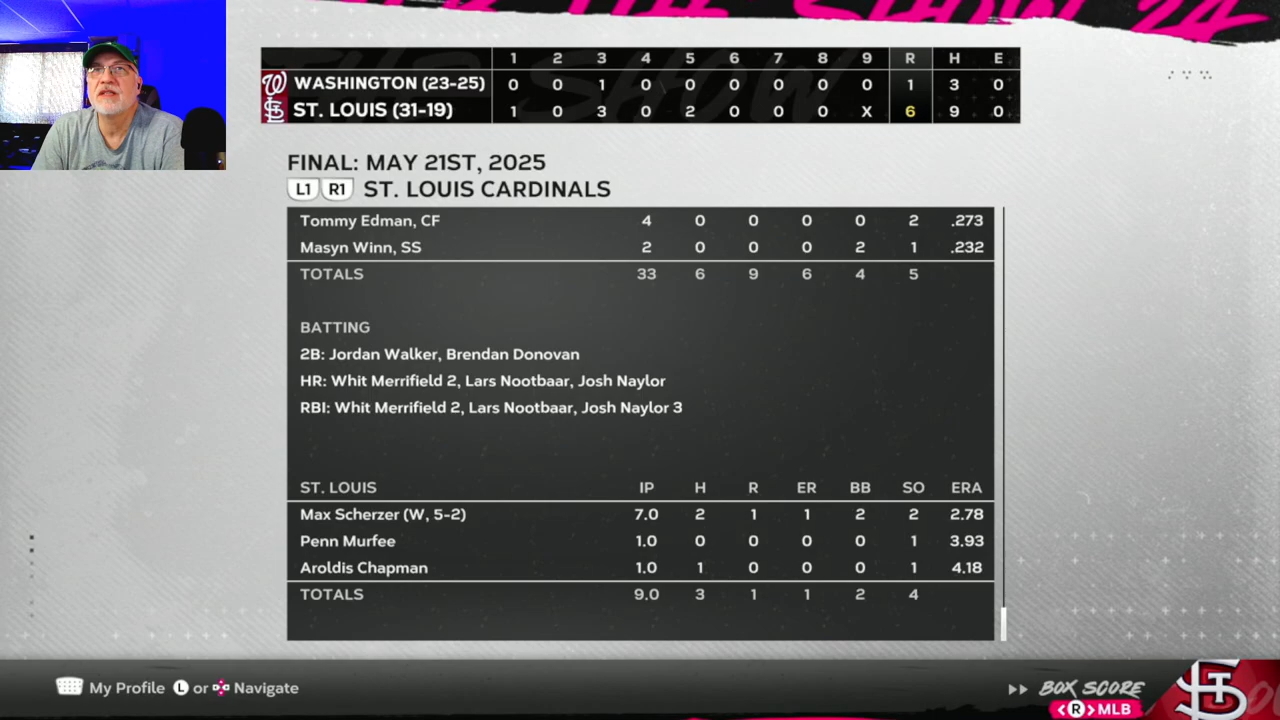 THE SHOW 24
1 2 3 4 5 6 7 8 9 R H E
WASHINGTON (23-25) 0 0 1 0 0 0 0 0 0 1 3 0
ST. LOUIS (31-19) 1 0 3 0 2 0 0 0 X 6 9 0
FINAL: MAY 21ST, 2025
L1 R1 ST. LOUIS CARDINALS
Tommy Edman, CF 4 0 0 0 0 2 .273
Masyn Winn, SS 2 0 0 0 2 1 .232
TOTALS 33 6 9 6 4 5
BATTING
2B: Jordan Walker, Brendan Donovan
HR: Whit Merrifield 2, Lars Nootbaar, Josh Naylor
RBI: Whit Merrifield 2, Lars Nootbaar, Josh Naylor 3
ST. LOUIS IP H R ER BB SO ERA
Max Scherzer (W, 5-2) 7.0 2 1 1 2 2 2.78
Penn Murfee 1.0 0 0 0 0 1 3.93
Aroldis Chapman 1.0 1 0 0 0 1 4.18
TOTALS 9.0 3 1 1 2 4
My Profile L or Navigate
BOX SCORE
R MLB